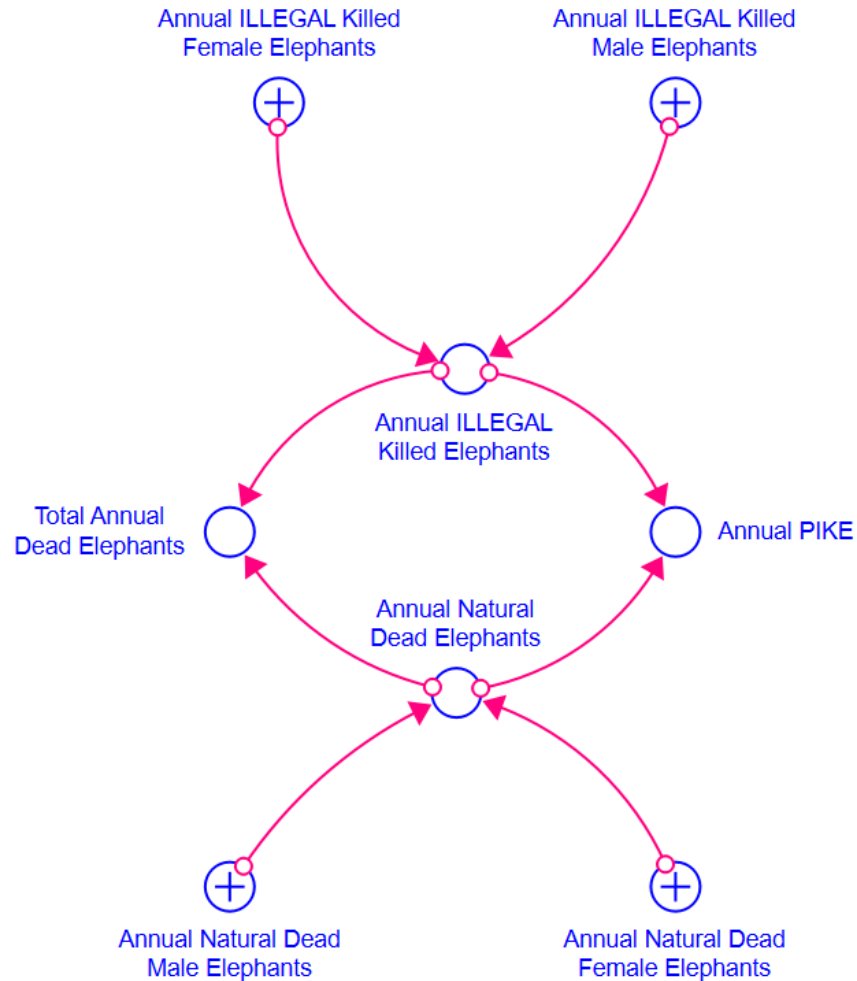 Annual ILLEGAL Killed
Female Elephants
Annual ILLEGAL Killed
Male Elephants
Annual ILLEGAL
Killed Elephants
Total Annual
Dead Elephants
Annual PIKE
Annual Natural
Dead Elephants
Annual Natural Dead
Male Elephants
Annual Natural Dead
Female Elephants